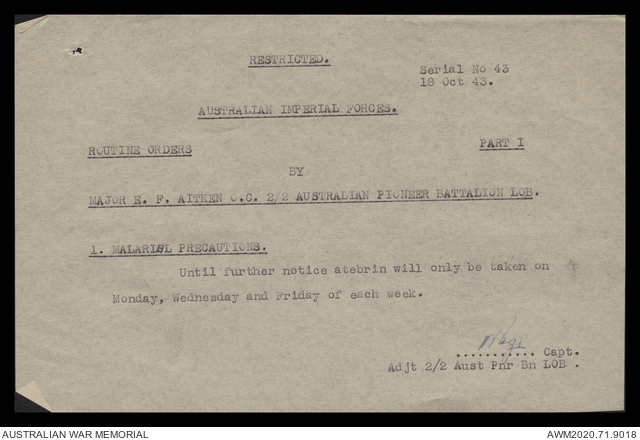 RESTRICTED.
Serial No 43
18 Oct 43.
AUSTRALIAN IMPERIAL FORCES.
ROUTINE ORDERS
PART I
BY
MAJOR E. F. AITKEN O.C. 2/2 AUSTRALIAN PIONEER BATTALION LOB.
1. MALARIAL PRECAUTIONS.
Until further notice atebrin will only be taken on
Monday, Wednesday and Friday of each week.
........... Capt.
Adjt 2/2 Aust Pnr Bn LOB .
AUSTRALIAN WAR MEMORIAL
AWM2020.71.9018